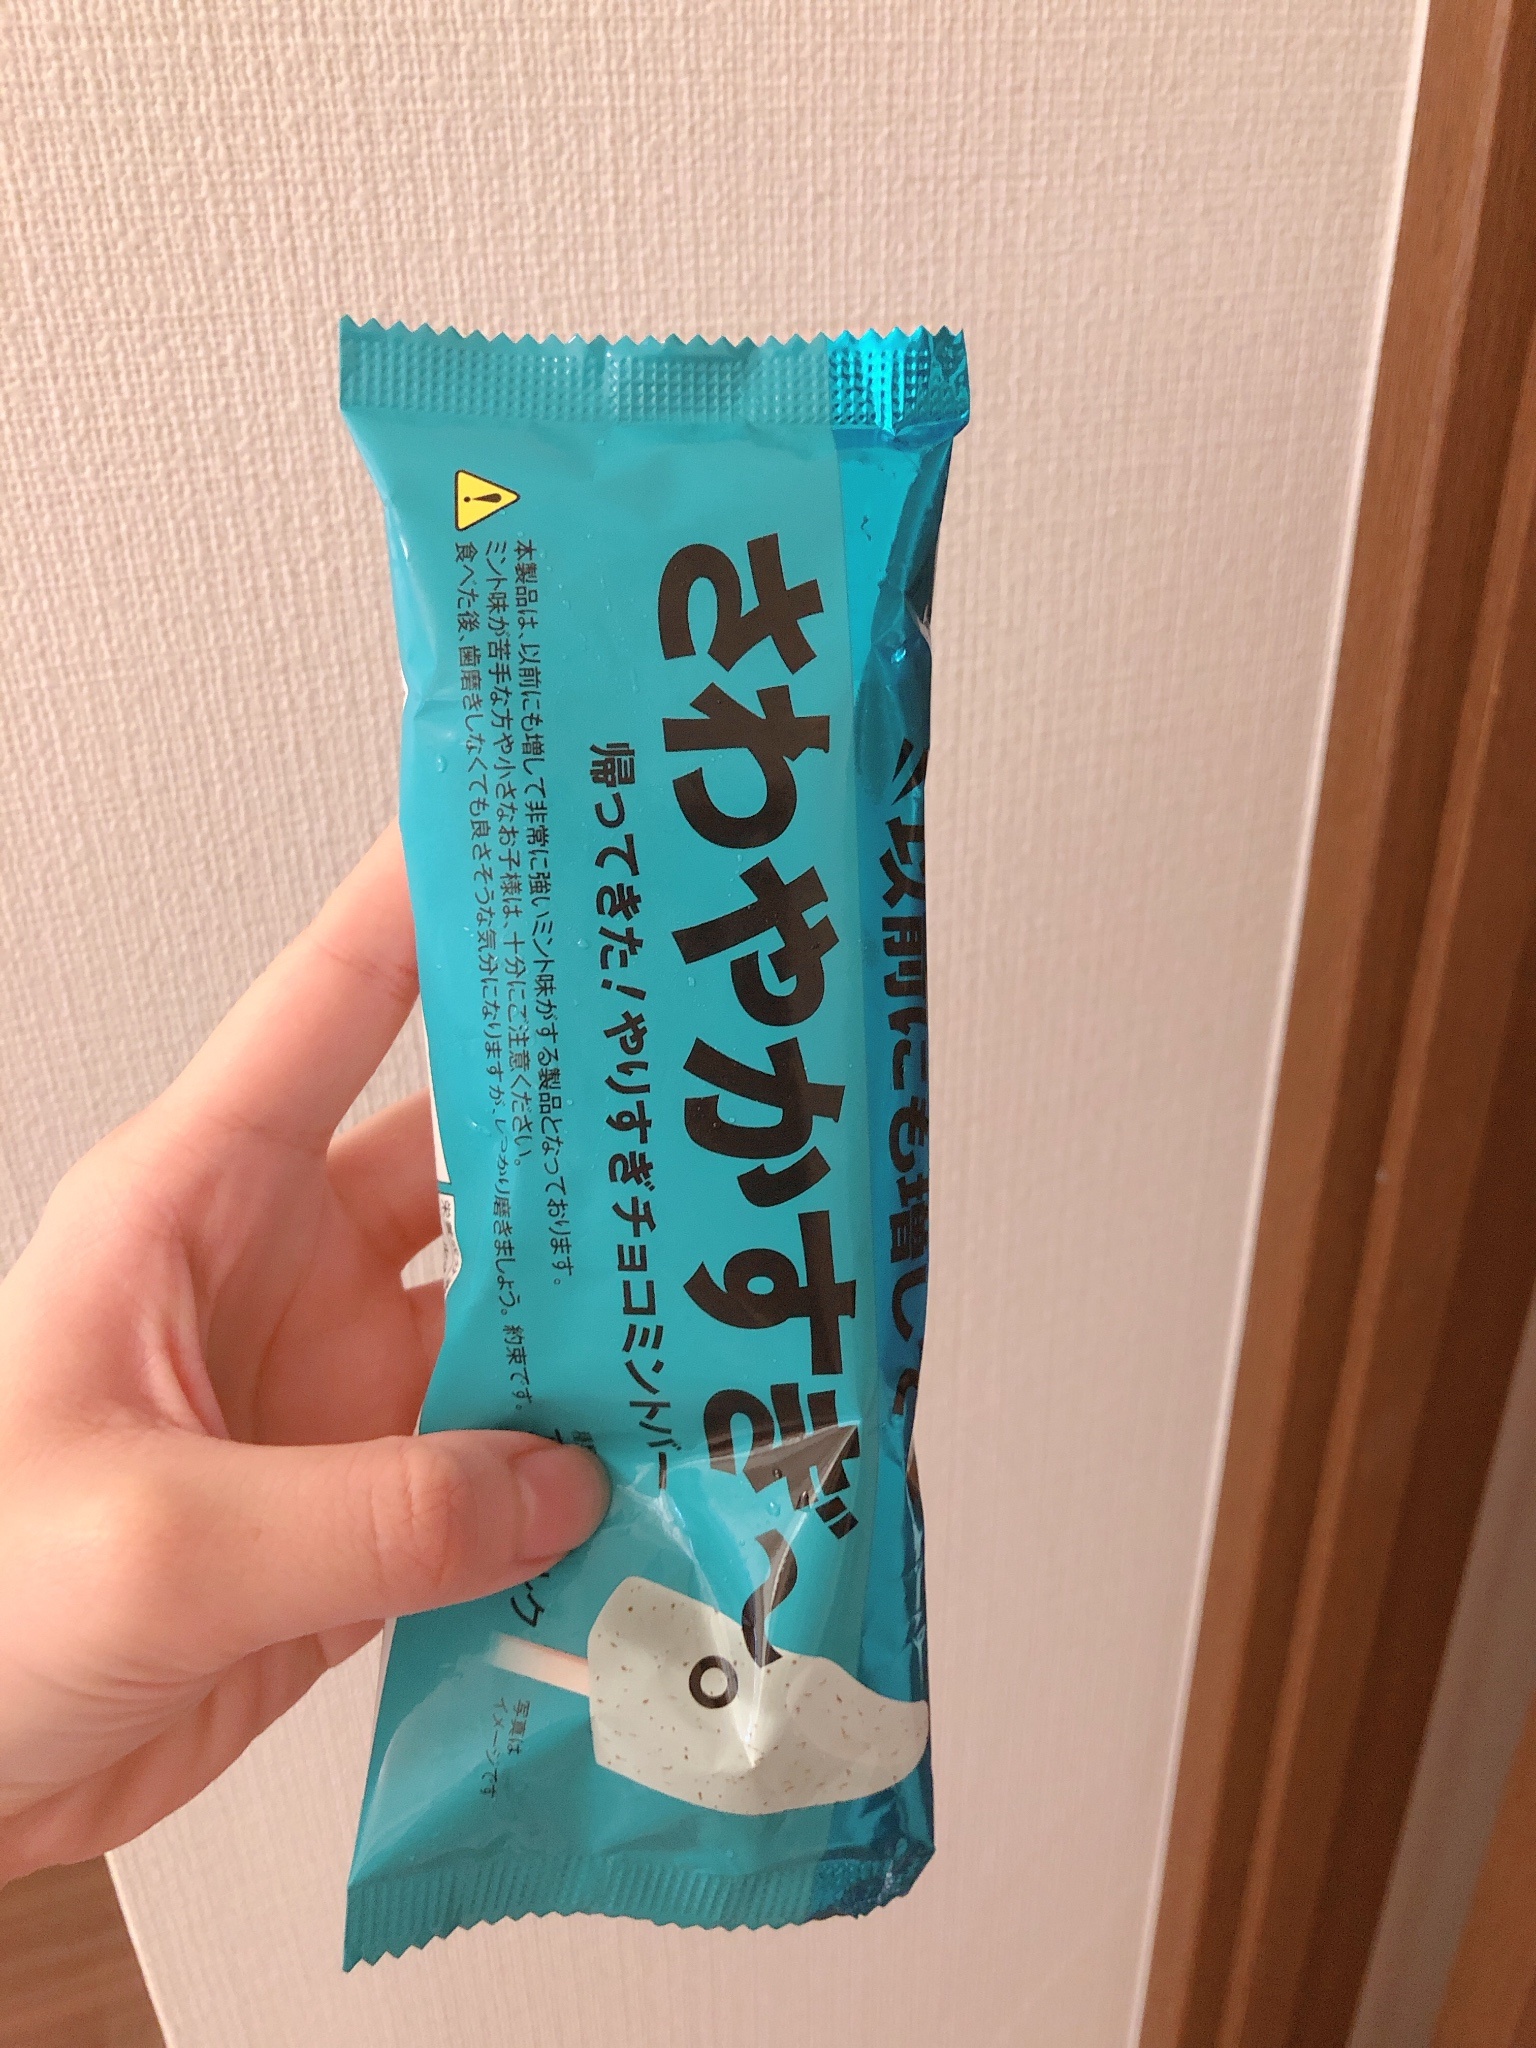 以前にも増して
さわやかすぎ〜。
帰ってきた！やりすぎチョコミントバー
本製品は、以前にも増して非常に強いミント味がする製品となっております。
ミント味が苦手な方や小さなお子様は、十分にご注意ください。
食べた後、歯磨きしなくても良さそうな気分になりますが、しっかり磨きましょう。約束です。
写真は
イメージです